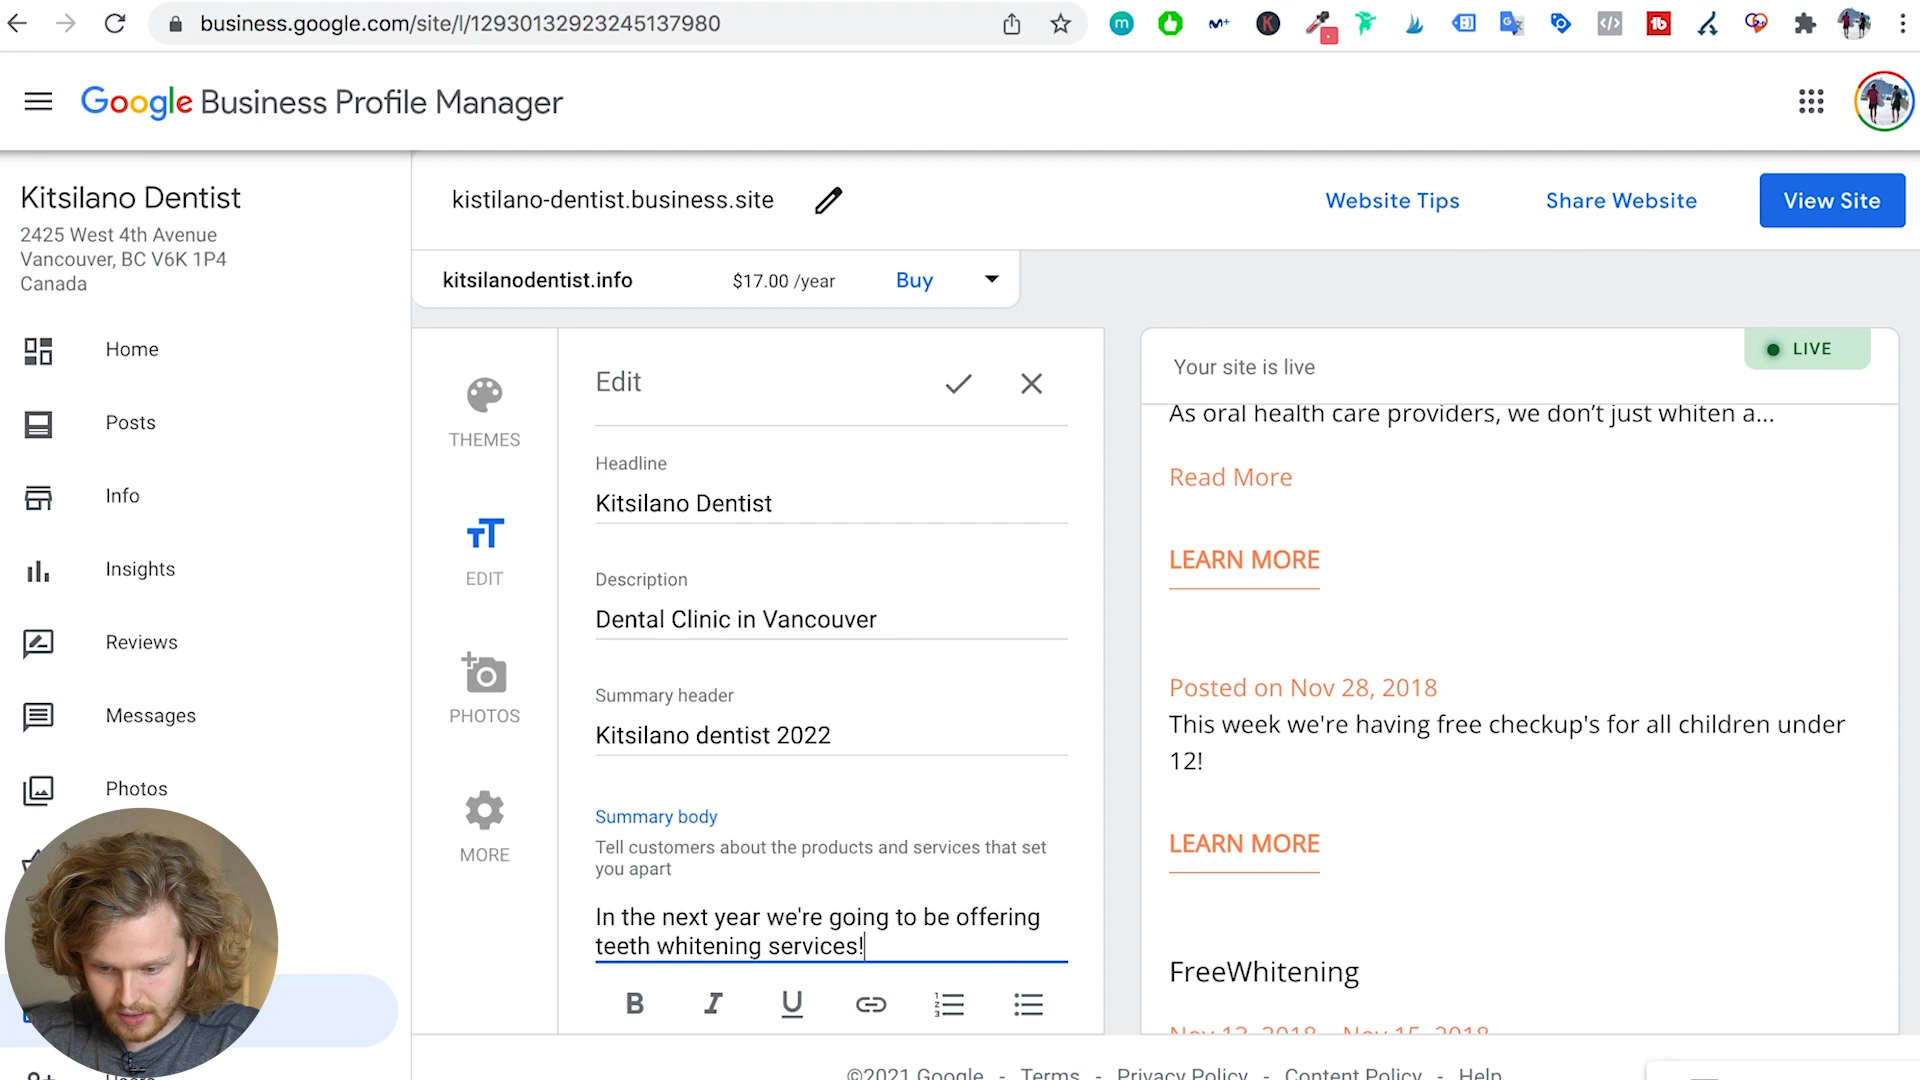 business.google.com/site/l/12930132923245137980
Google Business Profile Manager
Kitsilano Dentist
2425 West 4th Avenue
Vancouver, BC V6K 1P4
Canada
Home
Posts
Info
Insights
Reviews
Messages
Photos
Users
kistilano-dentist.business.site
Website Tips
Share Website
View Site
kitsilanodentist.info
$17.00 /year
Buy
THEMES
EDIT
PHOTOS
MORE
Edit
Headline
Kitsilano Dentist
Description
Dental Clinic in Vancouver
Summary header
Kitsilano dentist 2022
Summary body
Tell customers about the products and services that set
you apart
In the next year we're going to be offering
teeth whitening services!
Your site is live
LIVE
As oral health care providers, we don’t just whiten a...
Read More
LEARN MORE
Posted on Nov 28, 2018
This week we're having free checkup's for all children under
12!
LEARN MORE
FreeWhitening
Nov 13, 2018 – Nov 15, 2018
©2021 Google - Terms - Privacy Policy - Content Policy - Help